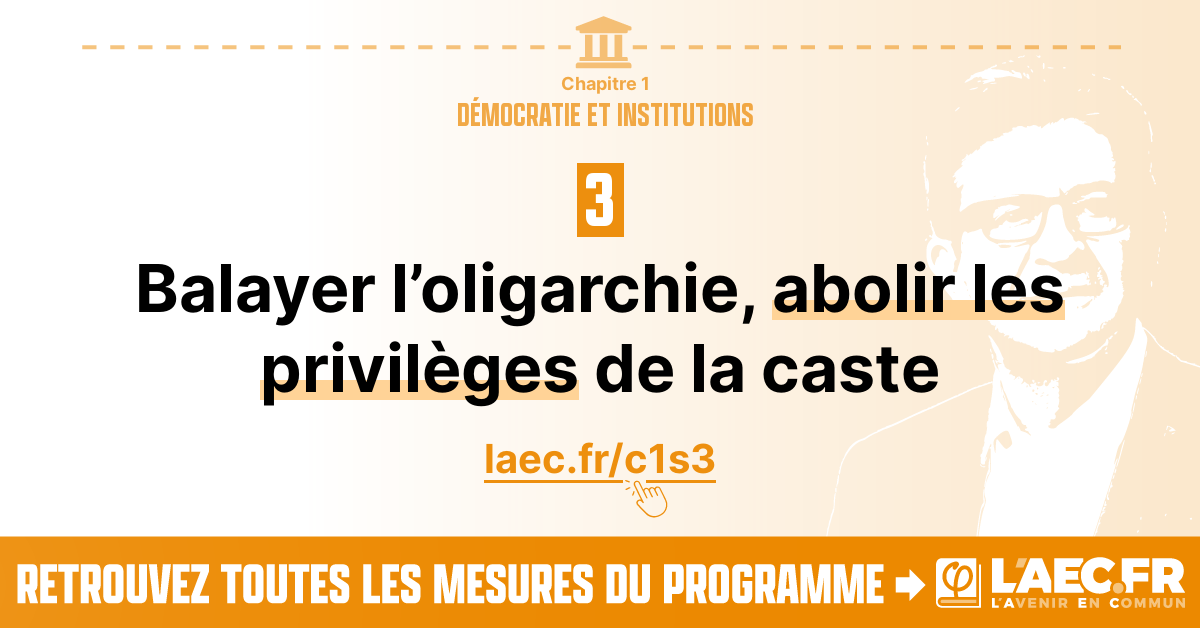 Chapitre 1
DÉMOCRATIE ET INSTITUTIONS
3
Balayer l’oligarchie, abolir les
privilèges de la caste
laec.fr/c1s3
RETROUVEZ TOUTES LES MESURES DU PROGRAMME
φ L'AEC.FR
L'AVENIR EN COMMUN